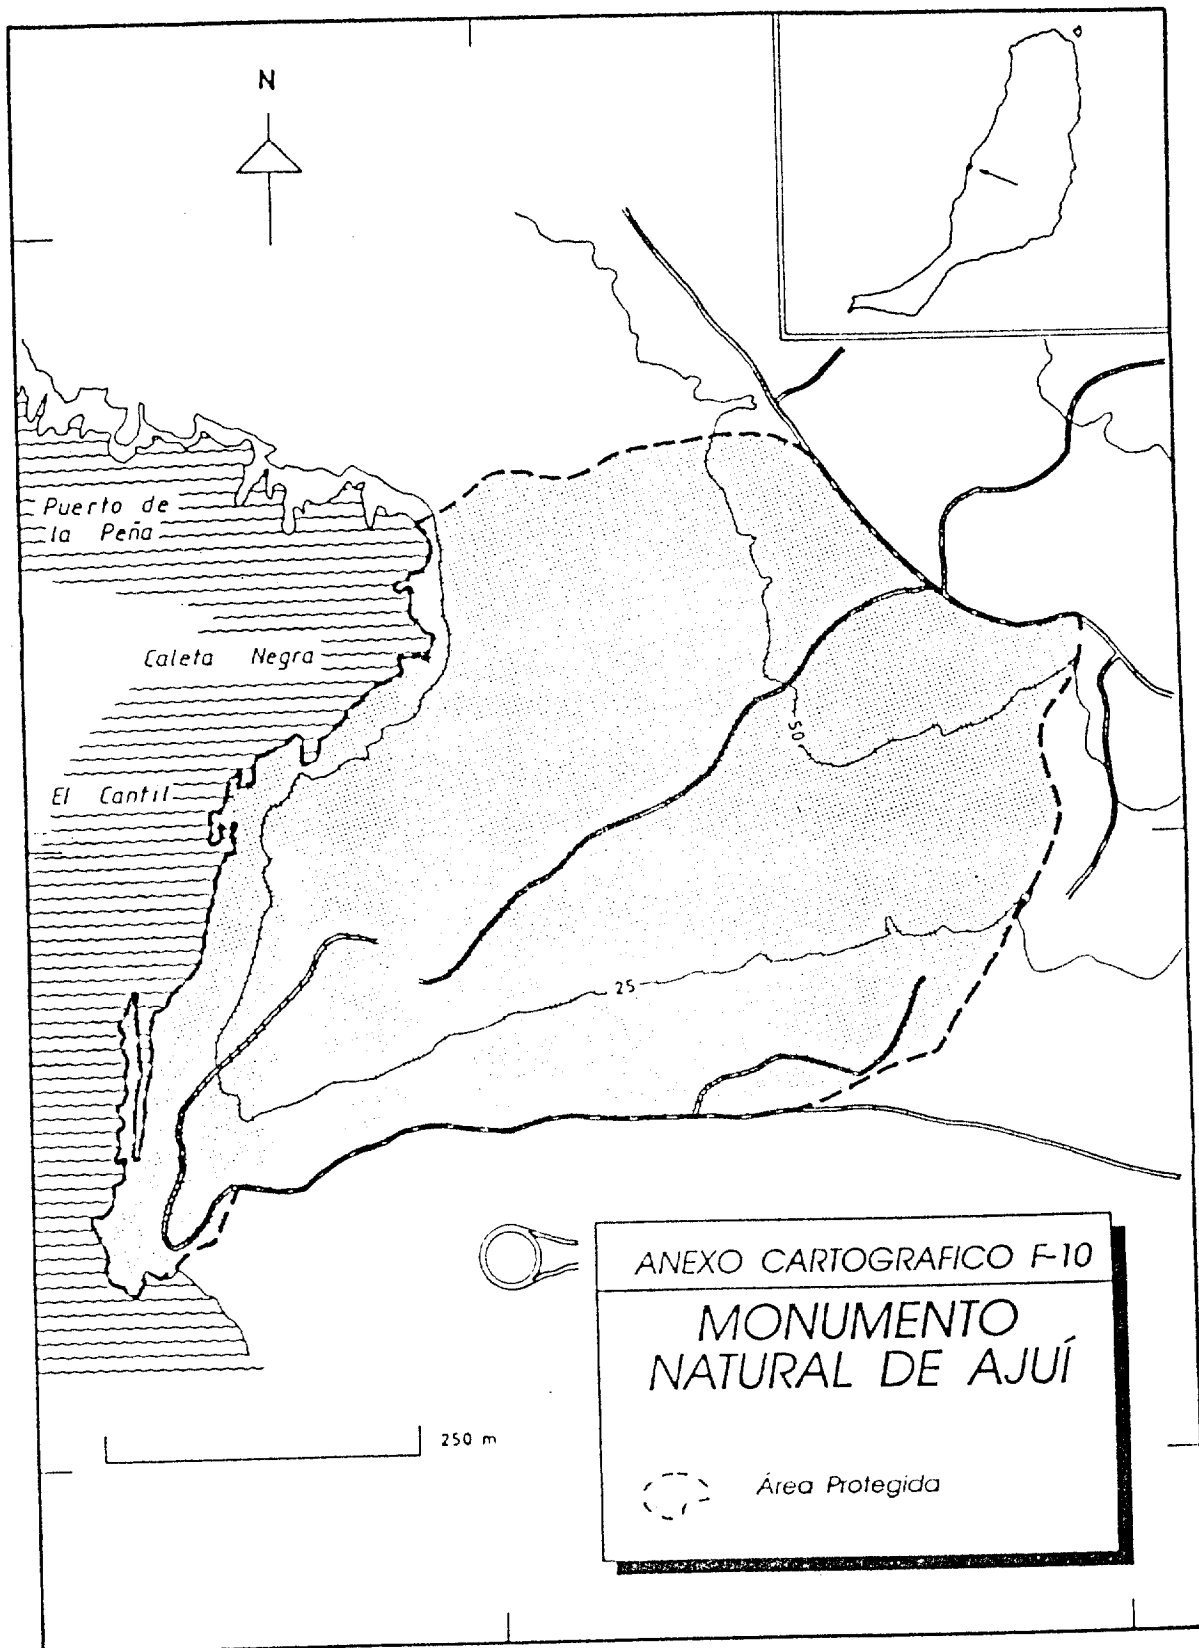 N
Puerto de
la Peña
Caleta Negra
El Cantil
50
25
250 m
ANEXO CARTOGRAFICO F-10
MONUMENTO
NATURAL DE AJUÍ
Área Protegida